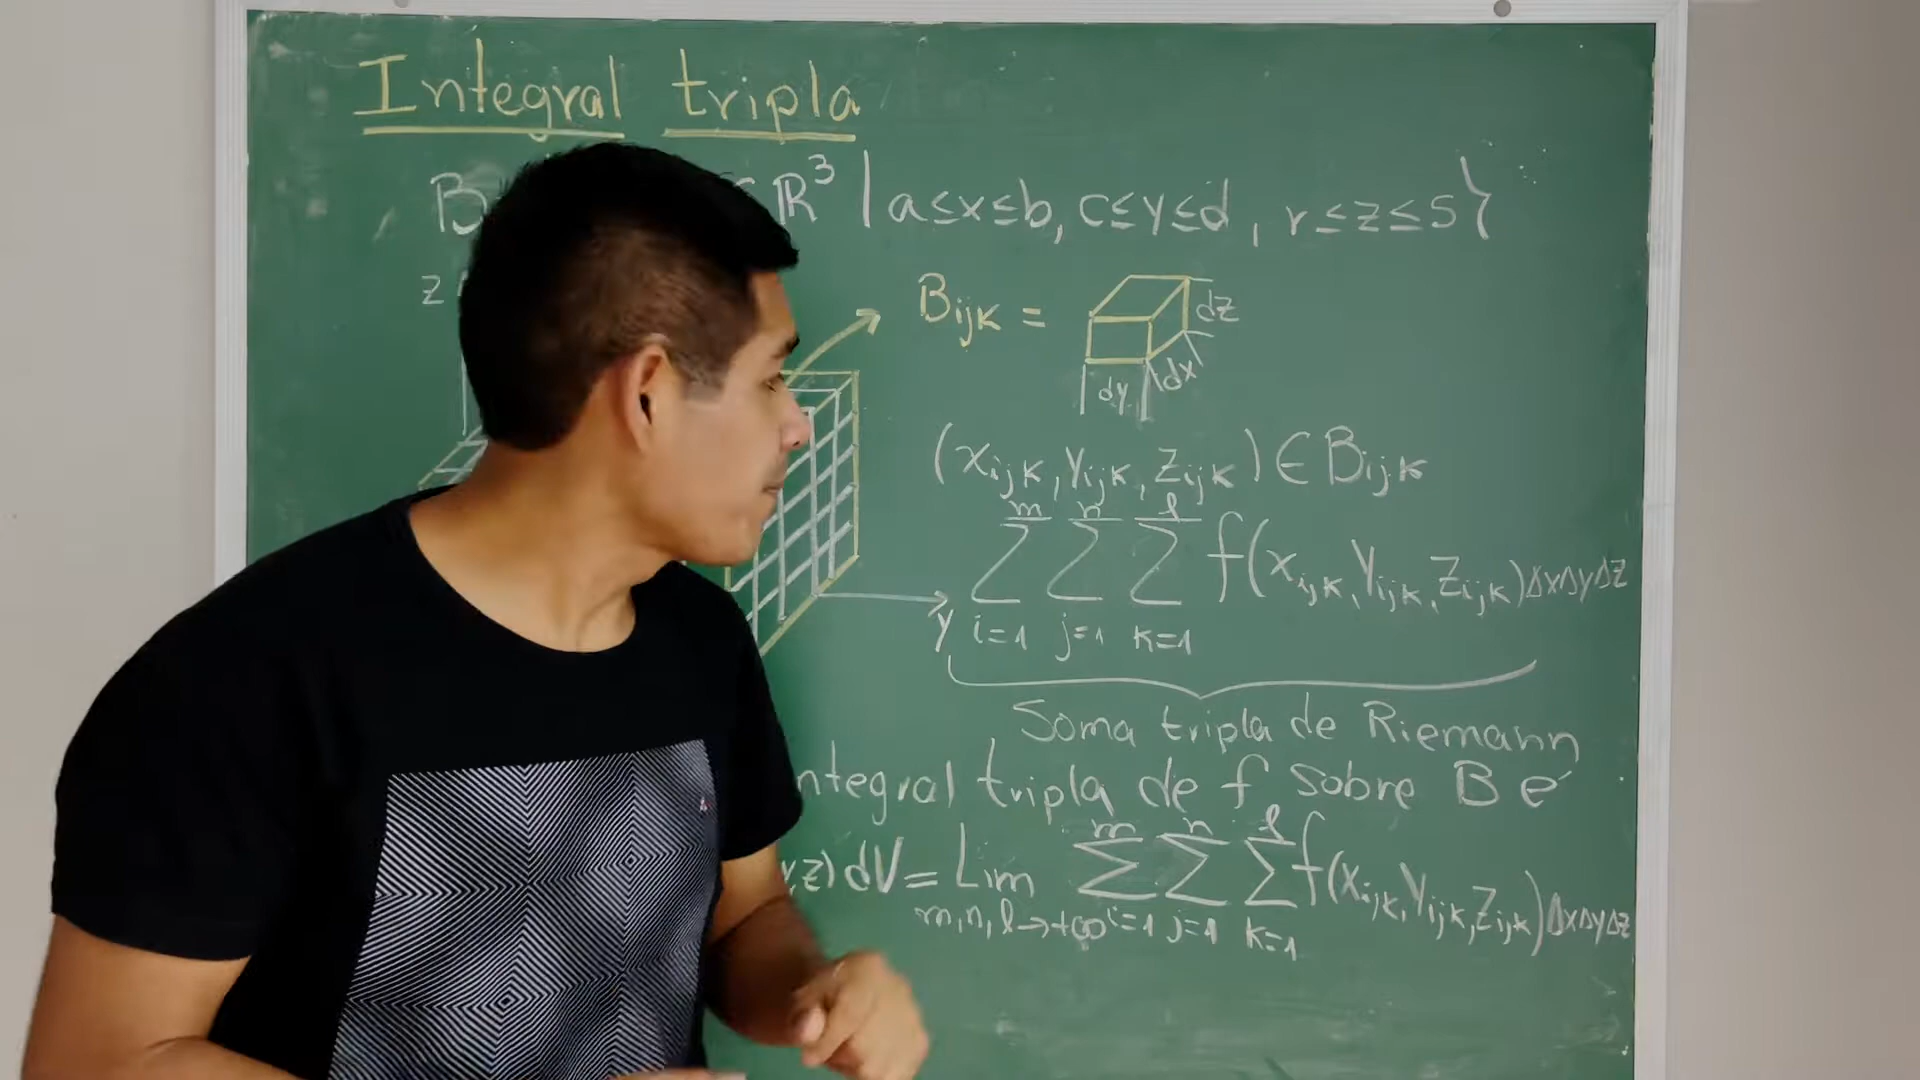 Integral tripla
B ℝ³ | a≤x≤b, c≤y≤d, r≤z≤s}
z
Bijk =
dz
dx
dy
(xijk, yijk, zijk) ∈ Bijk
m n l
∑ ∑ ∑ f(xijk, yijk, zijk)ΔxΔyΔz
y i=1 j=1 k=1
Soma tripla de Riemann
ntegral tripla de f sobre B é
m n l
y,z)dV = Lim ∑ ∑ ∑ f(xijk, yijk, zijk)ΔxΔyΔz
m,n,l→+∞ i=1 j=1 k=1